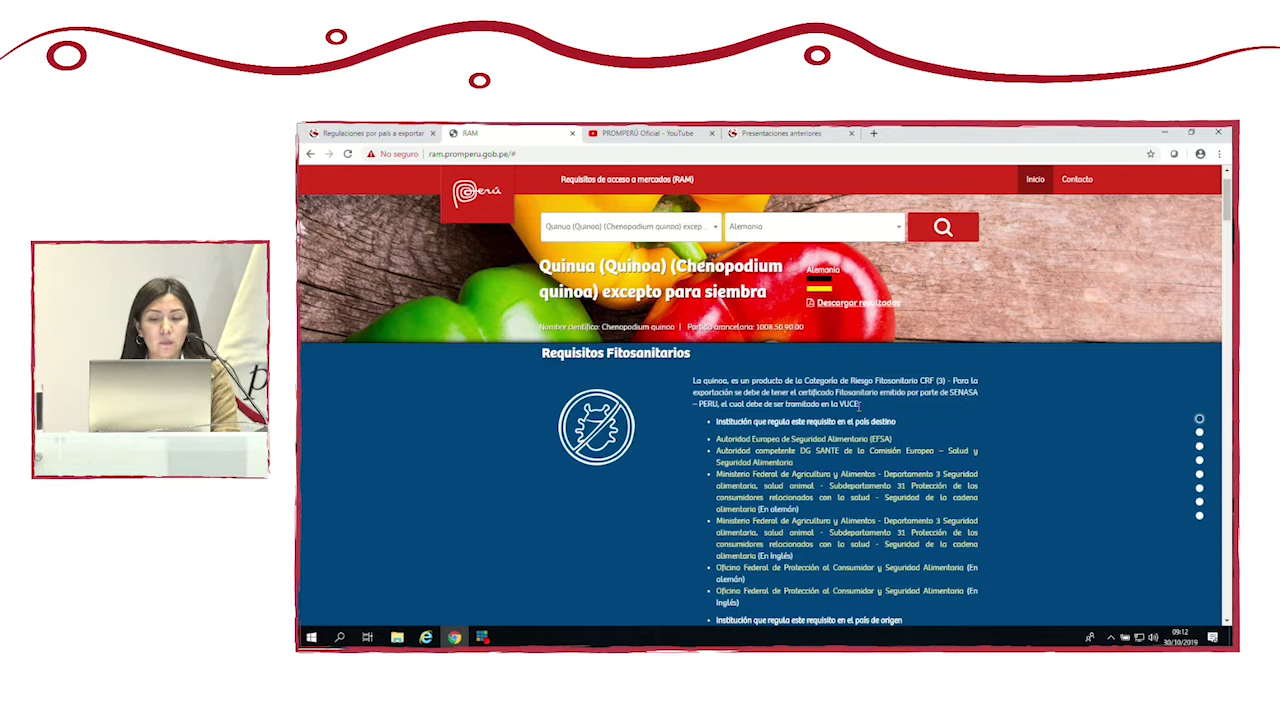 Regulaciones por país a exportar
RAM
PROMPERÚ Oficial - YouTube
Presentaciones anteriores
No seguro
ram.promperu.gob.pe/#
Perú
Requisitos de acceso a mercados (RAM)
Inicio
Contacto
Quinua (Quinoa) (Chenopodium quinoa) excep...
Alemania
Quinua (Quinoa) (Chenopodium
quinoa) excepto para siembra
Alemania
Descargar resultados
Nombre científico: Chenopodium quinoa | Partida arancelaria: 1008.50.90.00
Requisitos Fitosanitarios
La quinoa, es un producto de la Categoría de Riesgo Fitosanitario CRF (3) - Para la
exportación se debe de tener el certificado Fitosanitario emitido por parte de SENASA
– PERU, el cual debe de ser tramitado en la VUCE.
Institución que regula este requisito en el país destino
Autoridad Europea de Seguridad Alimentaria (EFSA)
Autoridad competente DG SANTE de la Comisión Europea – Salud y
Seguridad Alimentaria
Ministerio Federal de Agricultura y Alimentos - Departamento 3 Seguridad
alimentaria, salud animal - Subdepartamento 31 Protección de los
consumidores relacionados con la salud - Seguridad de la cadena
alimentaria (En alemán)
Ministerio Federal de Agricultura y Alimentos - Departamento 3 Seguridad
alimentaria, salud animal - Subdepartamento 31 Protección de los
consumidores relacionados con la salud - Seguridad de la cadena
alimentaria (En Inglés)
Oficina Federal de Protección al Consumidor y Seguridad Alimentaria (En
alemán)
Oficina Federal de Protección al Consumidor y Seguridad Alimentaria (En
Inglés)
Institución que regula este requisito en el país de origen
09:12
30/10/2019